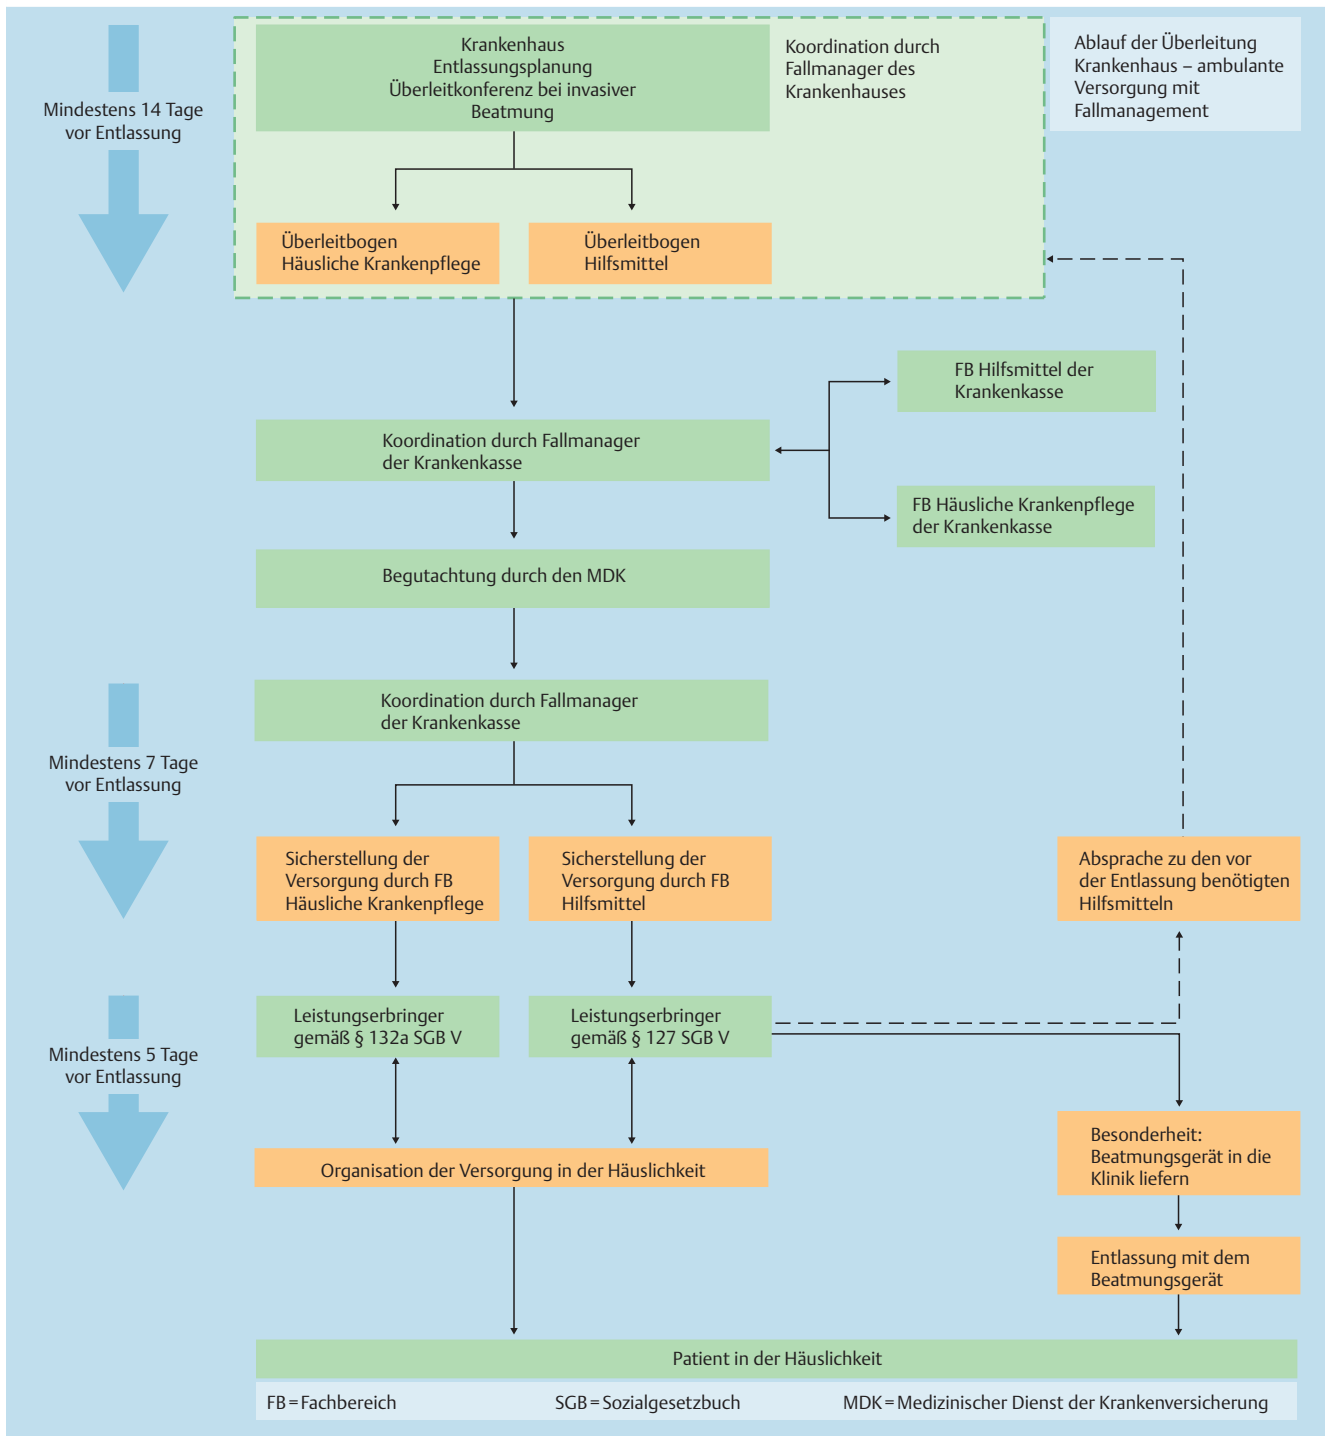 Krankenhaus
Entlassungsplanung
Überleitkonferenz bei invasiver
Beatmung
Koordination durch
Fallmanager des
Krankenhauses
Ablauf der Überleitung
Krankenhaus – ambulante
Versorgung mit
Fallmanagement
Mindestens 14 Tage
vor Entlassung
Überleitbogen
Häusliche Krankenpflege
Überleitbogen
Hilfsmittel
FB Hilfsmittel der
Krankenkasse
Koordination durch Fallmanager
der Krankenkasse
FB Häusliche Krankenpflege
der Krankenkasse
Begutachtung durch den MDK
Koordination durch Fallmanager
der Krankenkasse
Mindestens 7 Tage
vor Entlassung
Sicherstellung der
Versorgung durch FB
Häusliche Krankenpflege
Sicherstellung der
Versorgung durch FB
Hilfsmittel
Absprache zu den vor
der Entlassung benötigten
Hilfsmitteln
Leistungserbringer
gemäß § 132a SGB V
Leistungserbringer
gemäß § 127 SGB V
Mindestens 5 Tage
vor Entlassung
Besonderheit:
Beatmungsgerät in die
Klinik liefern
Organisation der Versorgung in der Häuslichkeit
Entlassung mit dem
Beatmungsgerät
Patient in der Häuslichkeit
FB = Fachbereich
SGB = Sozialgesetzbuch
MDK = Medizinischer Dienst der Krankenversicherung